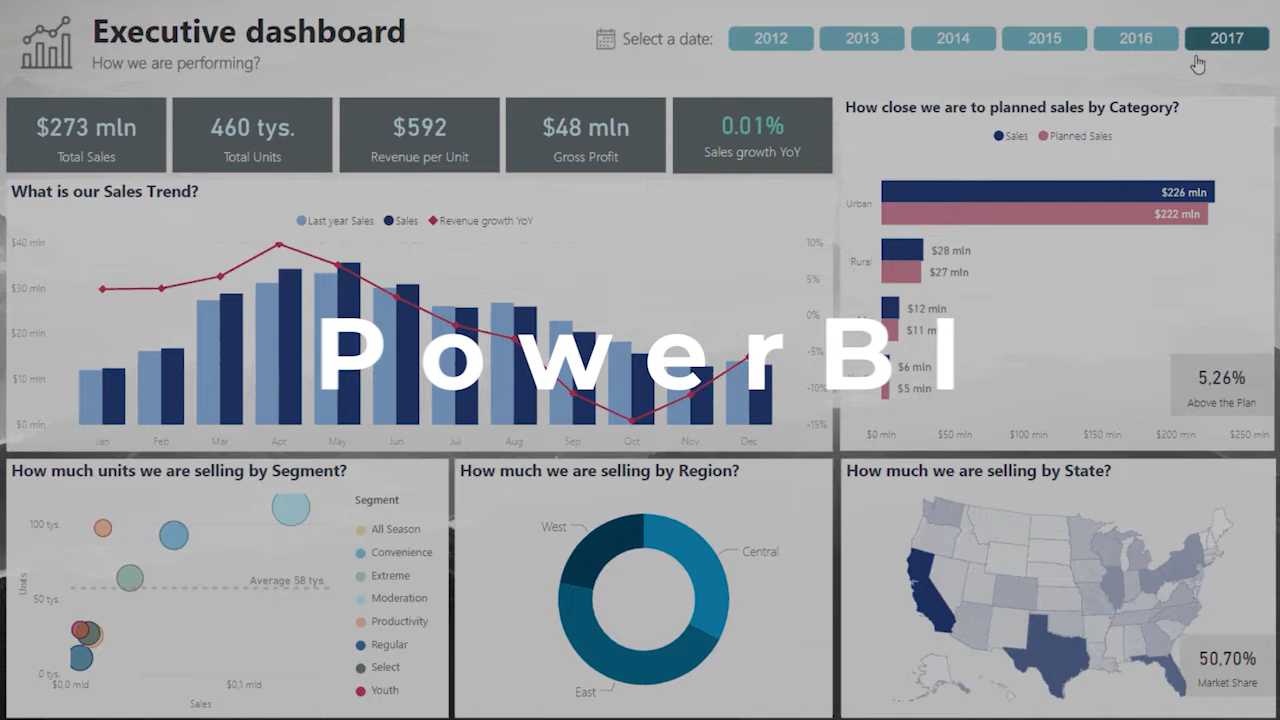 Executive dashboard
How we are performing?
Select a date:
2012
2013
2014
2015
2016
2017
$273 mln
Total Sales
460 tys.
Total Units
$592
Revenue per Unit
$48 mln
Gross Profit
0.01%
Sales growth YoY
What is our Sales Trend?
Last year Sales
Sales
Revenue growth YoY
$40 mln
$30 mln
$20 mln
$10 mln
$0 mln
10%
5%
0%
-5%
-10%
-15%
Jan
Feb
Mar
Apr
May
Jun
Jul
Aug
Sep
Oct
Nov
Dec
PowerBI
How close we are to planned sales by Category?
Sales
Planned Sales
Urban
$226 mln
$222 mln
Rural
$28 mln
$27 mln
$12 mln
$11 m
$6 mln
$5 mln
5,26%
Above the Plan
$0 mln
$50 mln
$100 mln
$150 mln
$200 mln
$250 mln
How much units we are selling by Segment?
Segment
All Season
Convenience
Extreme
Moderation
Productivity
Regular
Select
Youth
100 tys.
50 tys.
0 tys.
Units
Average 58 tys.
$0,0 mld
$0,1 mld
Sales
How much we are selling by Region?
West
Central
East
How much we are selling by State?
50,70%
Market Share